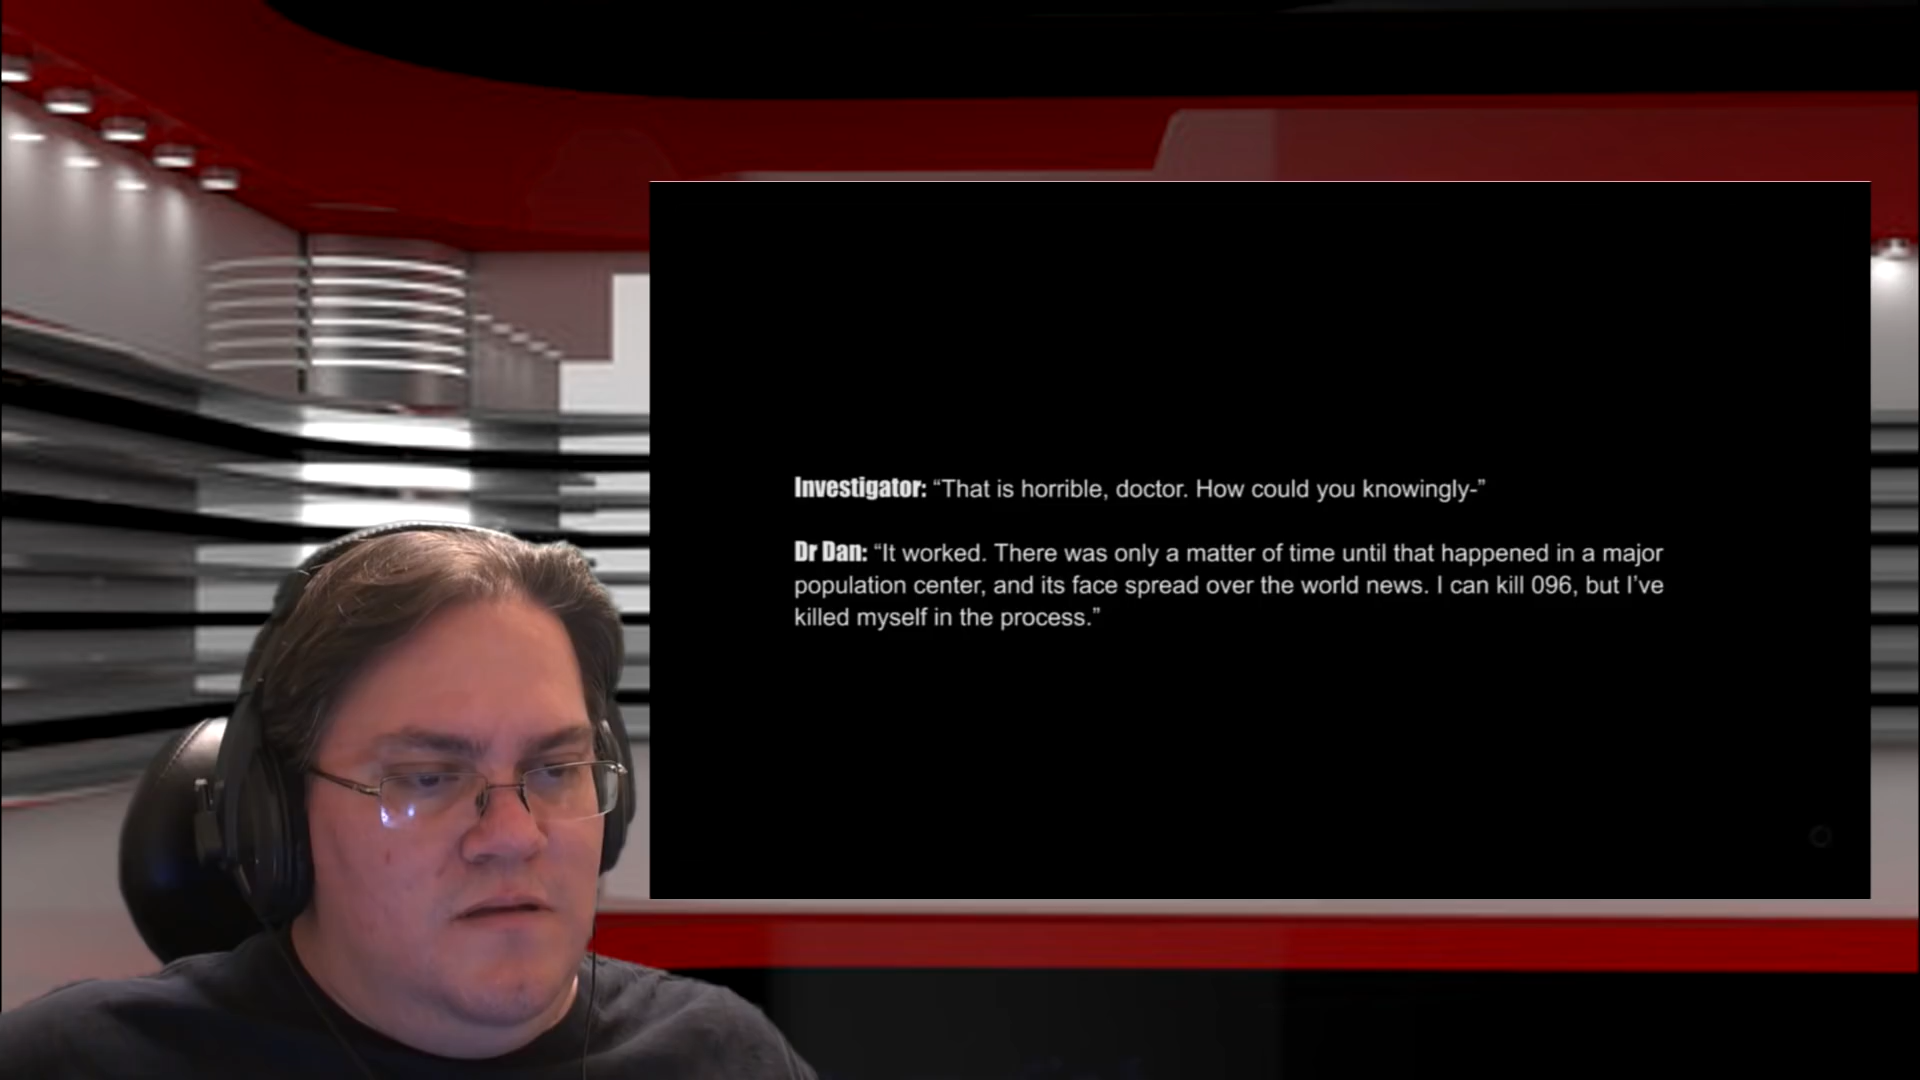 Investigator: “That is horrible, doctor. How could you knowingly-”
Dr Dan: “It worked. There was only a matter of time until that happened in a major
population center, and its face spread over the world news. I can kill 096, but I’ve
killed myself in the process.”